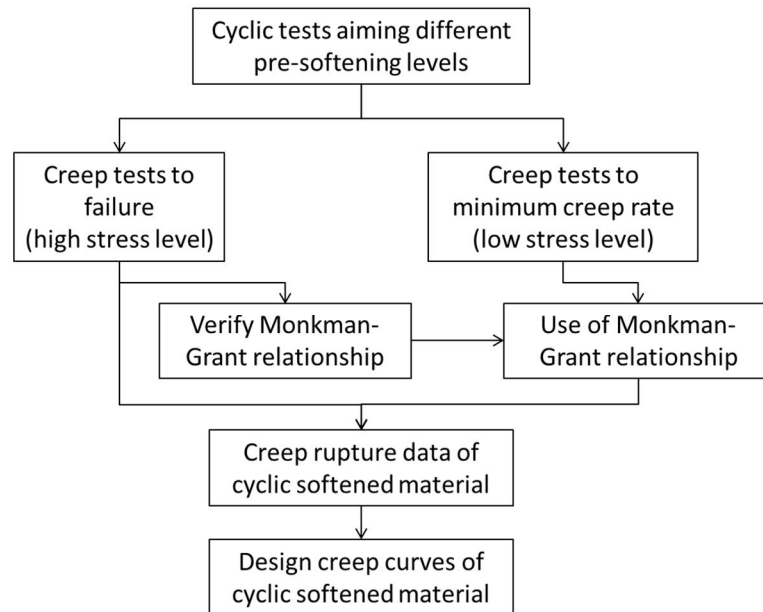 Cyclic tests aiming different
pre-softening levels
Creep tests to
failure
(high stress level)
Creep tests to
minimum creep rate
(low stress level)
Verify Monkman-
Grant relationship
Use of Monkman-
Grant relationship
Creep rupture data of
cyclic softened material
Design creep curves of
cyclic softened material